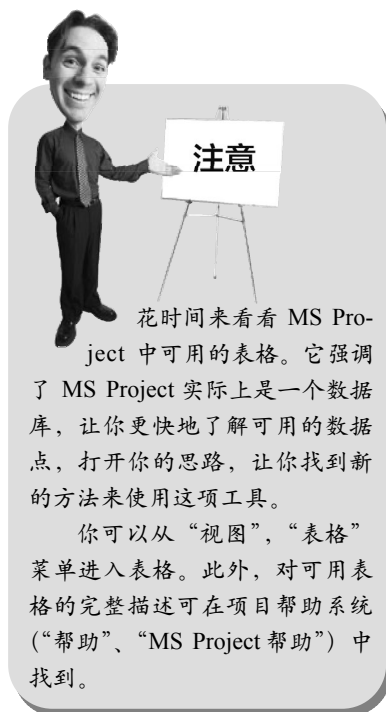 注意
花时间来看看 MS Pro-
ject 中可用的表格。它强调
了 MS Project 实际上是一个数据
库，让你更快地了解可用的数据
点，打开你的思路，让你找到新
的方法来使用这项工具。
你可以从“视图”，“表格”
菜单进入表格。此外，对可用表
格的完整描述可在项目帮助系统
（“帮助”、“MS Project 帮助”）中
找到。